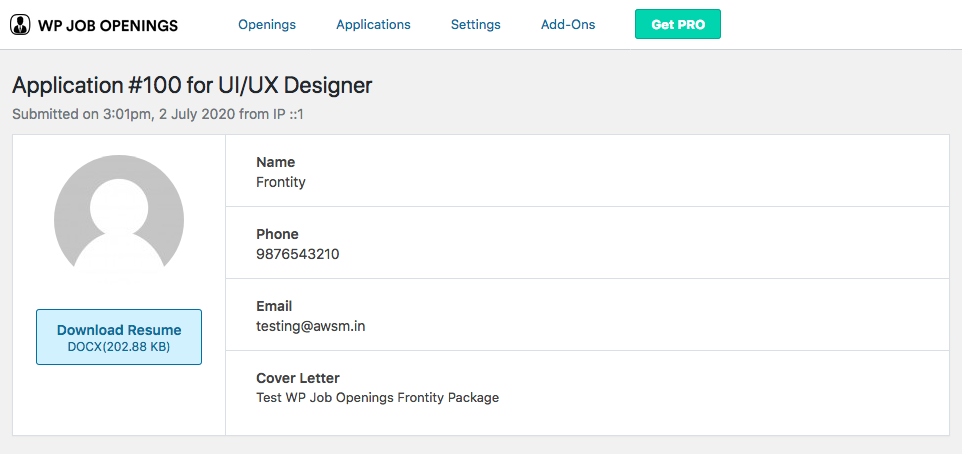 WP JOB OPENINGS Openings Applications Settings Add-Ons Get PRO
Application #100 for UI/UX Designer
Submitted on 3:01pm, 2 July 2020 from IP ::1
Download Resume
DOCX(202.88 KB)
Name
Frontity
Phone
9876543210
Email
testing@awsm.in
Cover Letter
Test WP Job Openings Frontity Package